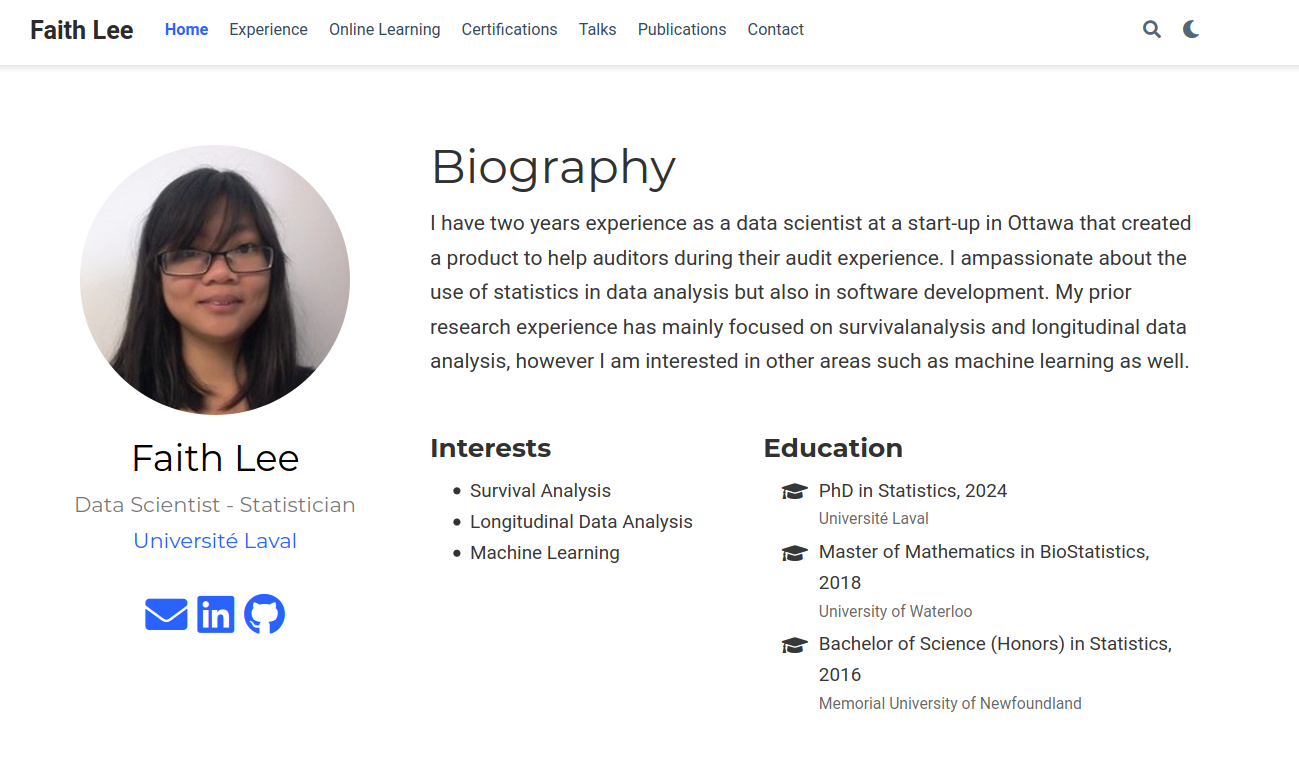 Faith Lee Home Experience Online Learning Certifications Talks Publications Contact
Biography
I have two years experience as a data scientist at a start-up in Ottawa that created
a product to help auditors during their audit experience. I ampassionate about the
use of statistics in data analysis but also in software development. My prior
research experience has mainly focused on survivalanalysis and longitudinal data
analysis, however I am interested in other areas such as machine learning as well.
Faith Lee
Data Scientist - Statistician
Université Laval
in
Interests
Survival Analysis
Longitudinal Data Analysis
Machine Learning
Education
PhD in Statistics, 2024
Université Laval
Master of Mathematics in BioStatistics,
2018
University of Waterloo
Bachelor of Science (Honors) in Statistics,
2016
Memorial University of Newfoundland